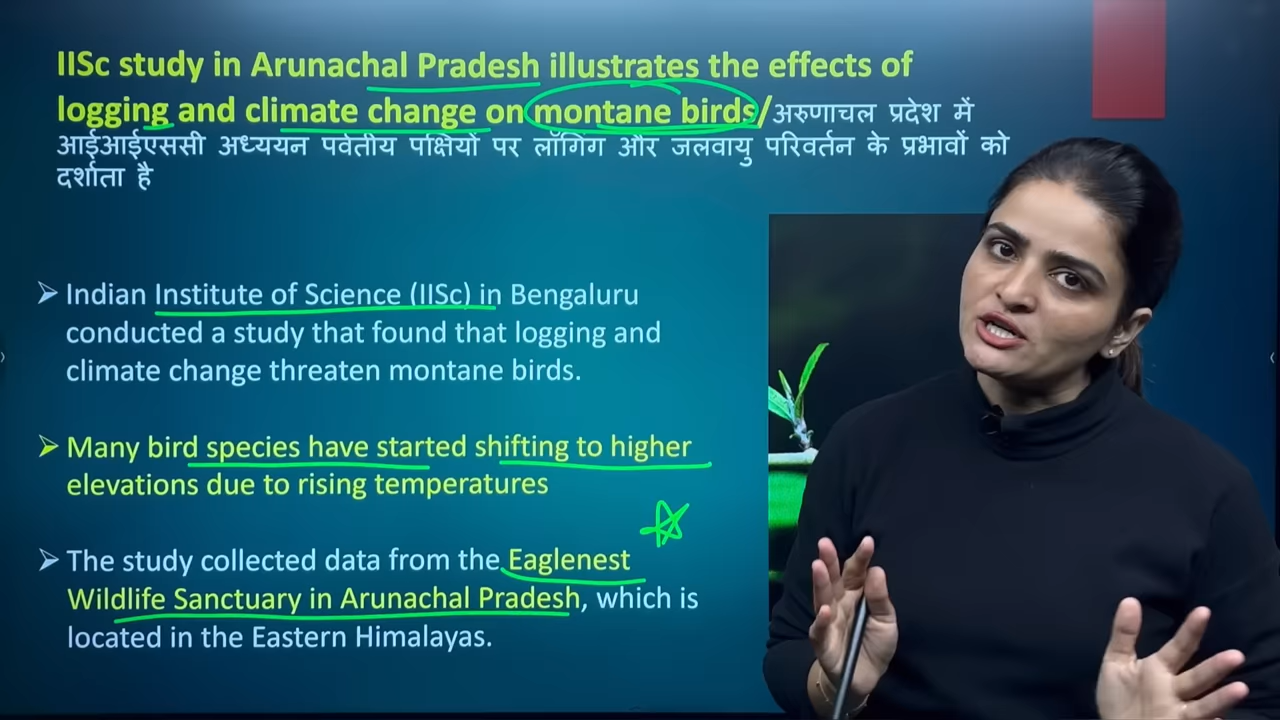 IISc study in Arunachal Pradesh illustrates the effects of
logging and climate change on montane birds/अरुणाचल प्रदेश में
आईआईएससी अध्ययन पर्वतीय पक्षियों पर लॉगिंग और जलवायु परिवर्तन के प्रभावों को
दर्शाता है
➢ Indian Institute of Science (IISc) in Bengaluru
conducted a study that found that logging and
climate change threaten montane birds.
➢ Many bird species have started shifting to higher
elevations due to rising temperatures
➢ The study collected data from the Eaglenest
Wildlife Sanctuary in Arunachal Pradesh, which is
located in the Eastern Himalayas.